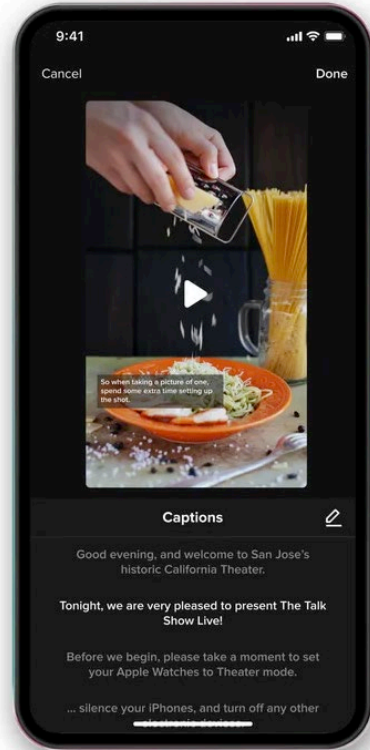 9:41
Cancel
Done
So when taking a picture of one,
spend some extra time setting up
the shot.
Captions
Good evening, and welcome to San Jose's
historic California Theater.
Tonight, we are very pleased to present The Talk
Show Live!
Before we begin, please take a moment to set
your Apple Watches to Theater mode.
... silence your iPhones, and turn off any other
electronic devices.